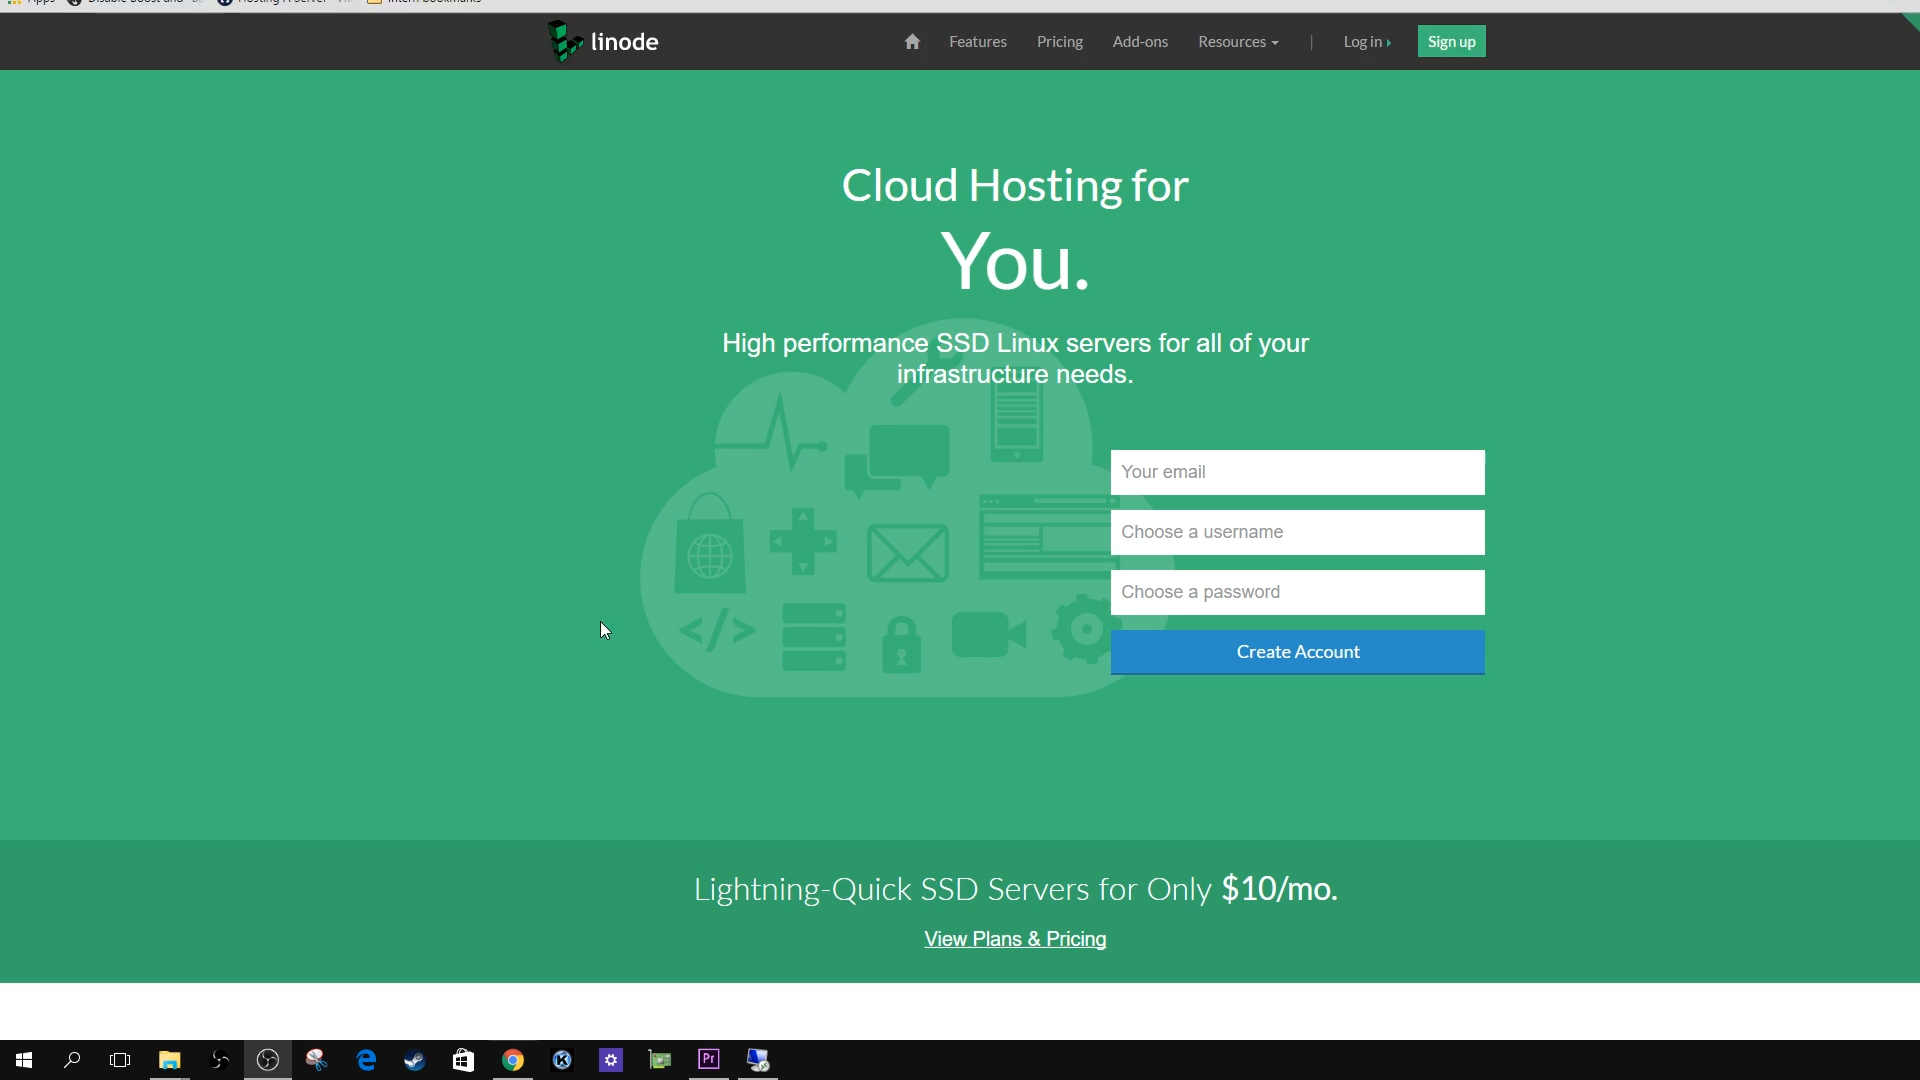 linode
Features
Pricing
Add-ons
Resources
|
Log in
Sign up
Cloud Hosting for
You.
High performance SSD Linux servers for all of your
infrastructure needs.
Your email
Choose a username
Choose a password
Create Account
</>
Lightning-Quick SSD Servers for Only $10/mo.
View Plans & Pricing
Pr